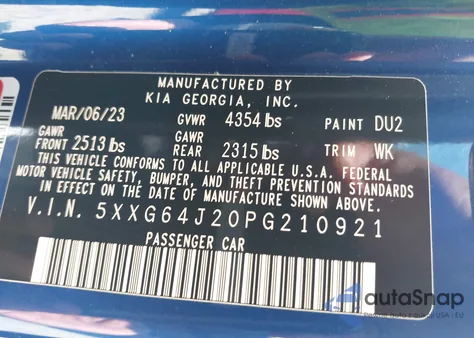 MANUFACTURED BY
KIA GEORGIA, INC.
MAR/06/23 GVWR 4354 lbs PAINT DU2
GAWR GAWR
FRONT 2513 lbs REAR 2315 lbs TRIM WK
THIS VEHICLE CONFORMS TO ALL APPLICABLE U.S.A. FEDERAL
MOTOR VEHICLE SAFETY, BUMPER, AND THEFT PREVENTION STANDARDS
IN EFFECT ON THE DATE OF MANUFACTURE SHOWN ABOVE.
V.I.N. 5XXG64J20PG210921
PASSENGER CAR
autoSnap